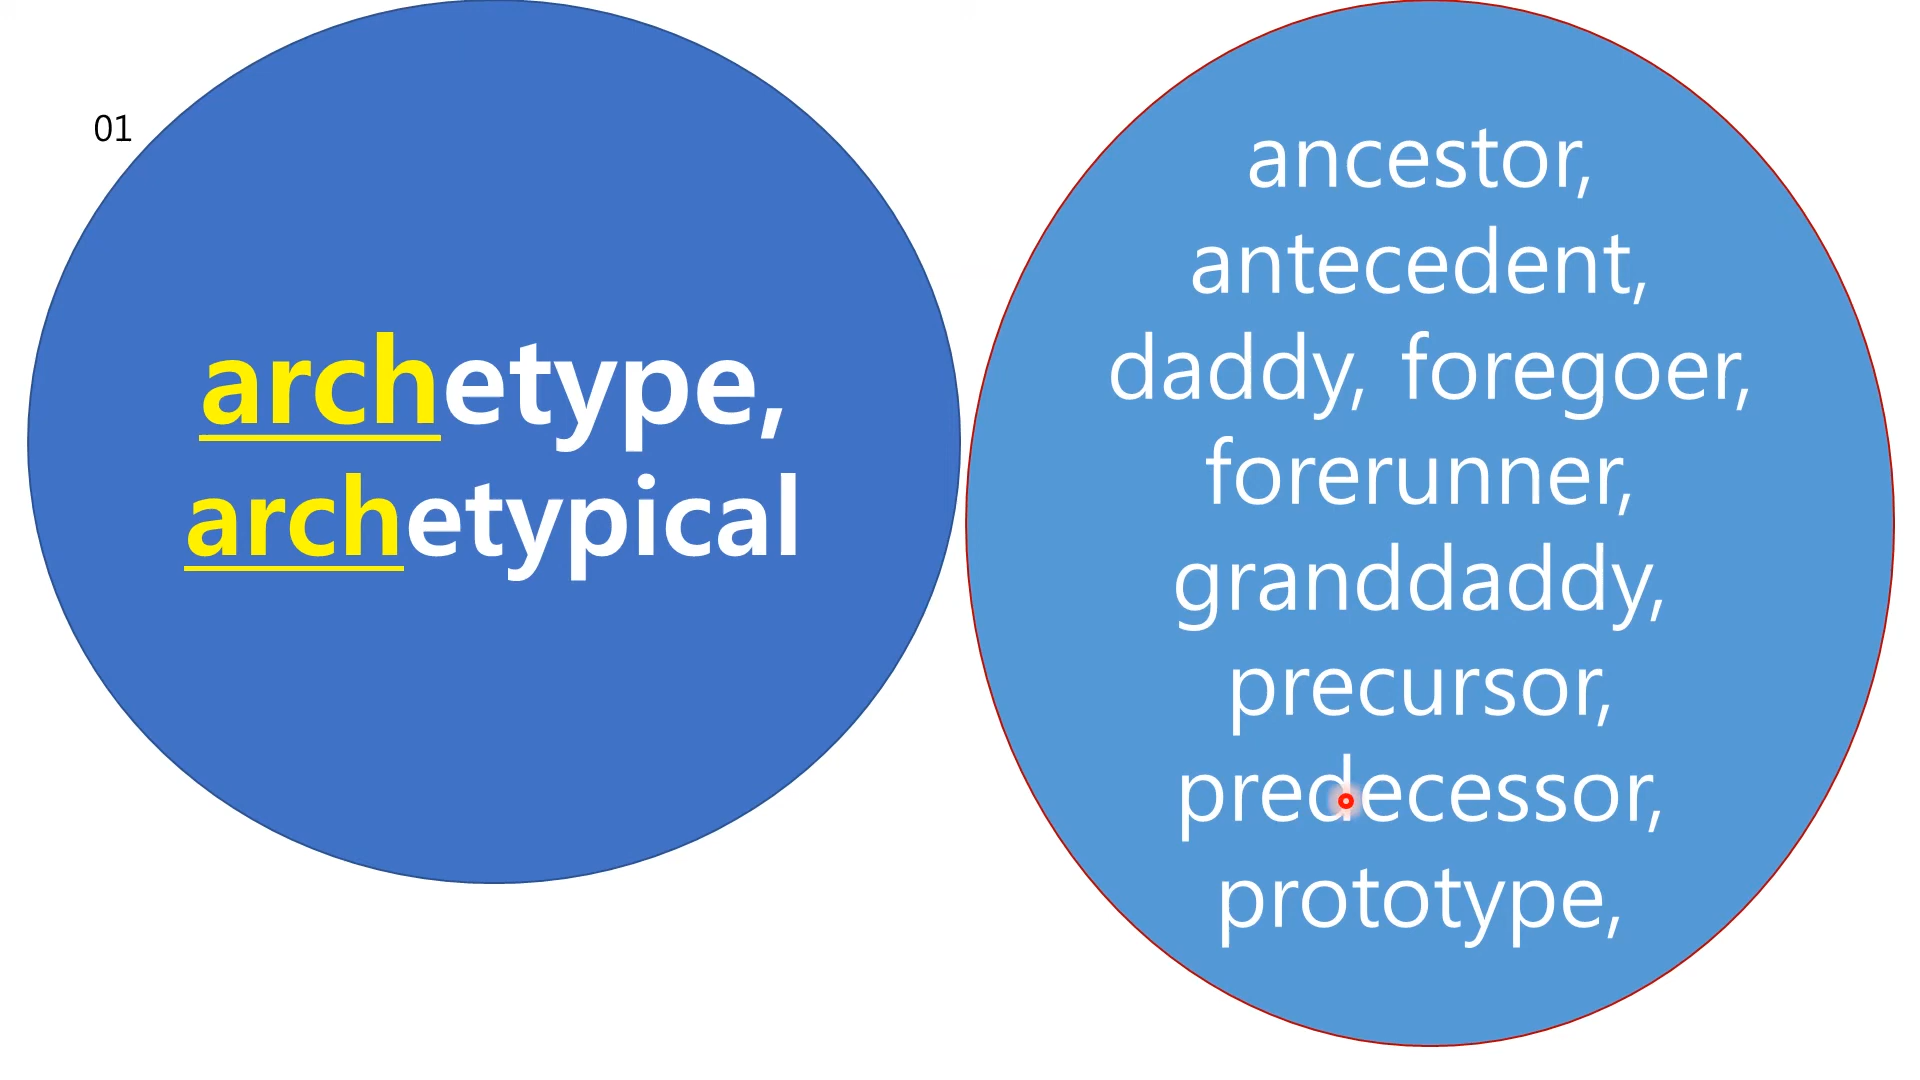 01
archetype,
archetypical
ancestor,
antecedent,
daddy, foregoer,
forerunner,
granddaddy,
precursor,
predecessor,
prototype,